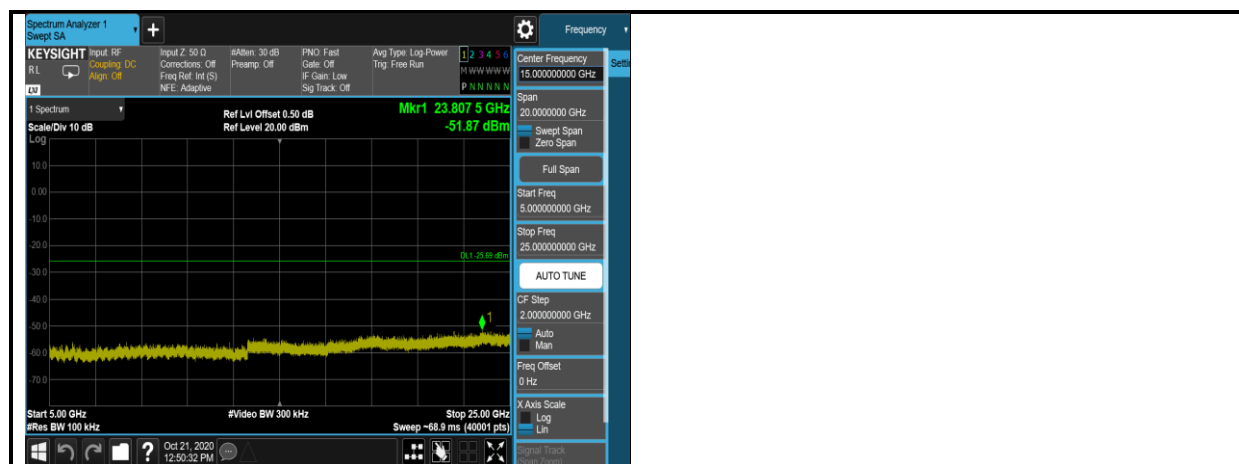 Spectrum Analyzer 1
Swept SA
+
Frequency
KEYSIGHT
RL
LXI
Input: RF
Coupling: DC
Align: Off
Input Z: 50 Ω
Corrections: Off
Freq Ref: Int (S)
NFE: Adaptive
#Atten: 30 dB
Preamp: Off
PNO: Fast
Gate: Off
IF Gain: Low
Sig Track: Off
Avg Type: Log-Power
Trig: Free Run
1 2 3 4 5 6
M W W W W W
P N N N N N
1 Spectrum
Scale/Div 10 dB
Log
Ref Lvl Offset 0.50 dB
Ref Level 20.00 dBm
Mkr1 23.807 5 GHz
-51.87 dBm
10.0
0.00
-10.0
-20.0
DL1 -25.69 dBm
-30.0
-40.0
-50.0
1
-60.0
-70.0
Start 5.00 GHz
#Video BW 300 kHz
Stop 25.00 GHz
#Res BW 100 kHz
Sweep ~68.9 ms (40001 pts)
?
Oct 21, 2020
12:50:32 PM
Center Frequency
15.000000000 GHz
Settin
Span
20.0000000 GHz
Swept Span
Zero Span
Full Span
Start Freq
5.000000000 GHz
Stop Freq
25.000000000 GHz
AUTO TUNE
CF Step
2.000000000 GHz
Auto
Man
Freq Offset
0 Hz
X Axis Scale
Log
Lin
Signal Track
(Span Zoom)